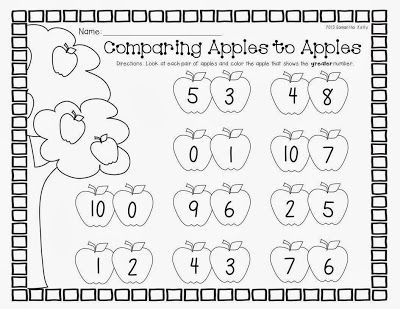 Name:
Comparing Apples to Apples
Directions: Look at each pair of apples and color the apple that shows the greater number.
5 3 4 8
0 1 10 7
10 0 9 6 2 5
1 2 4 3 7 6